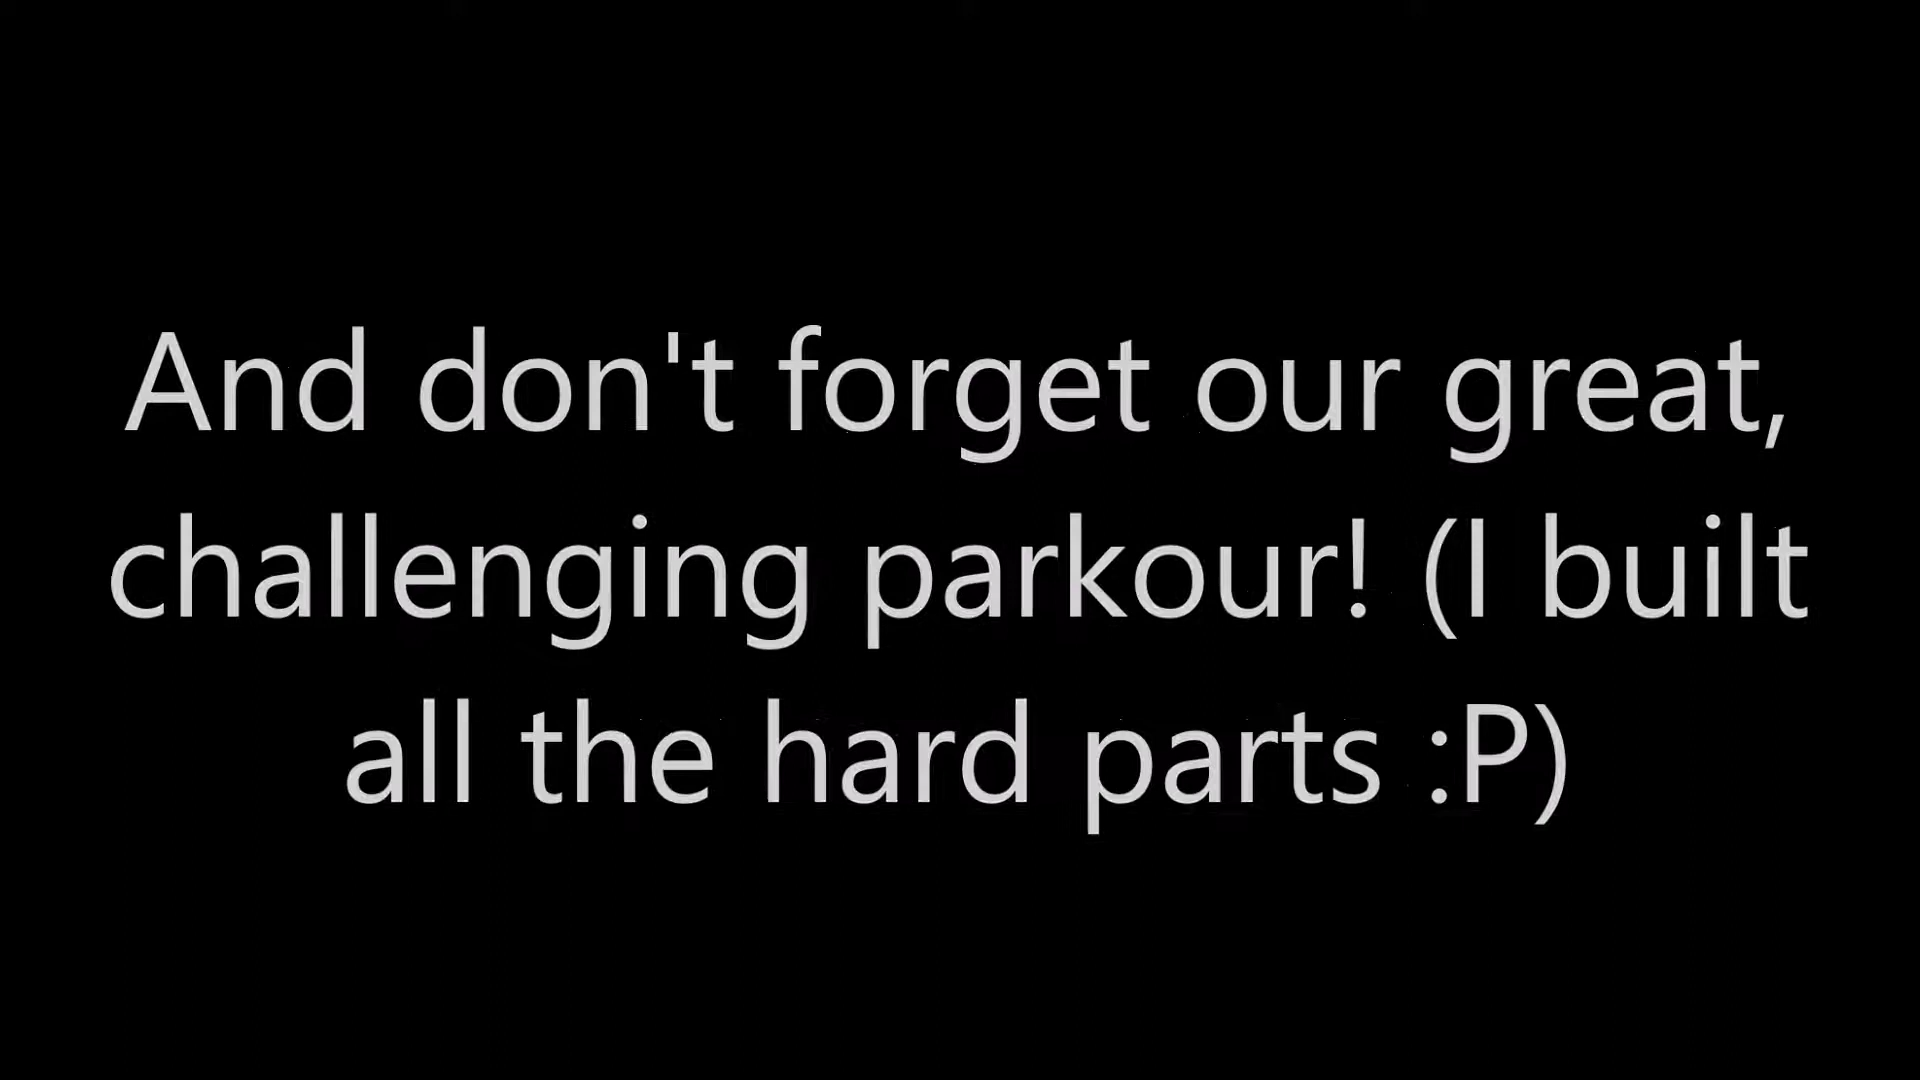 And don't forget our great,
challenging parkour! (I built
all the hard parts :P)